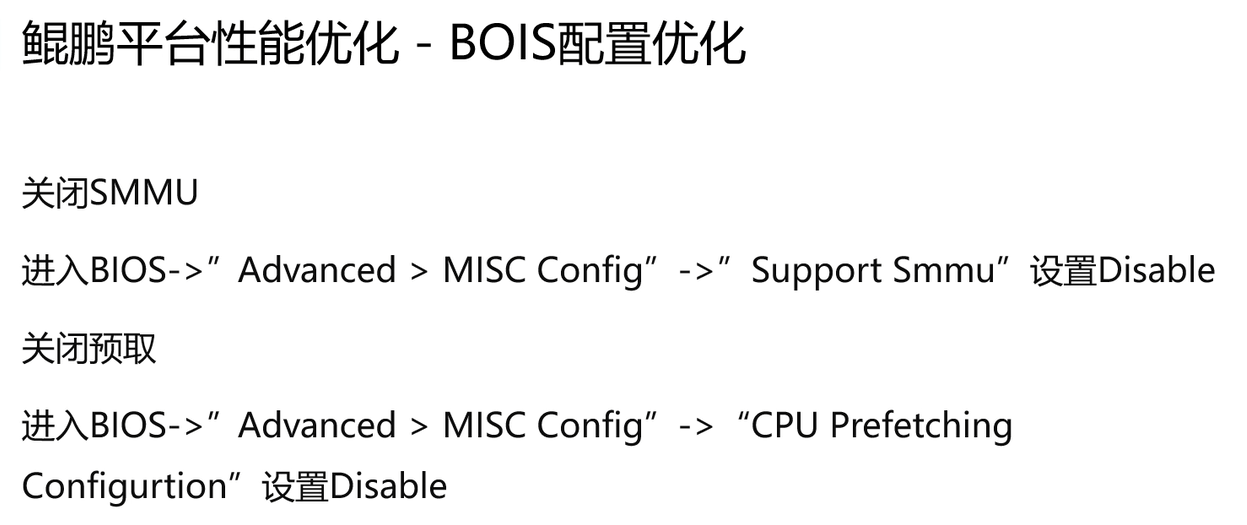 鲲鹏平台性能优化 - BOIS配置优化
关闭SMMU
进入BIOS->”Advanced > MISC Config”->”Support Smmu”设置Disable
关闭预取
进入BIOS->”Advanced > MISC Config”->“CPU Prefetching
Configurtion”设置Disable